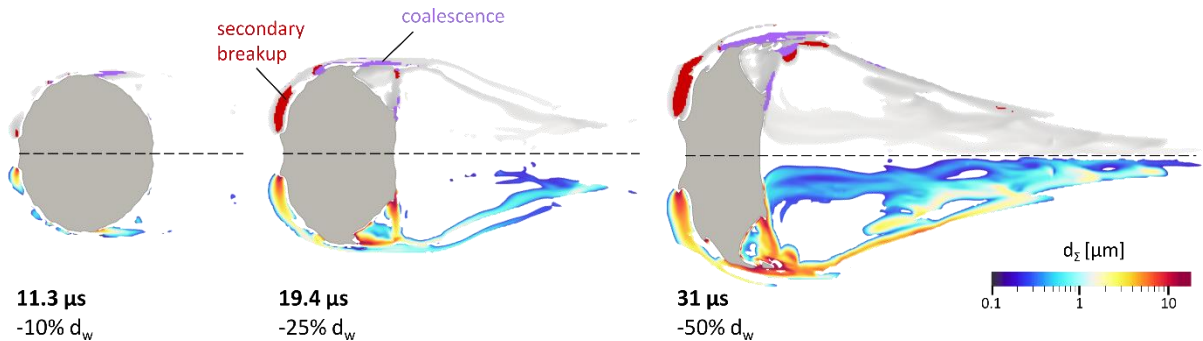 coalescence
secondary
breakup
11.3 µs
-10% d_w
19.4 µs
-25% d_w
31 µs
-50% d_w
d_Σ [µm]
0.1 1 10